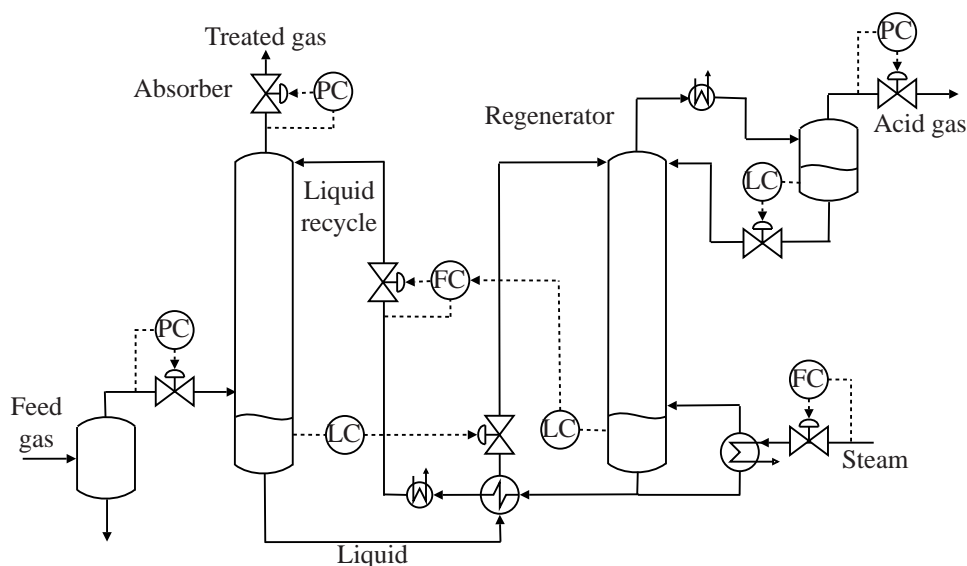 Treated gas
PC
Absorber
PC
Acid gas
Regenerator
LC
Liquid
recycle
FC
PC
FC
Feed
gas
LC
LC
Steam
Liquid